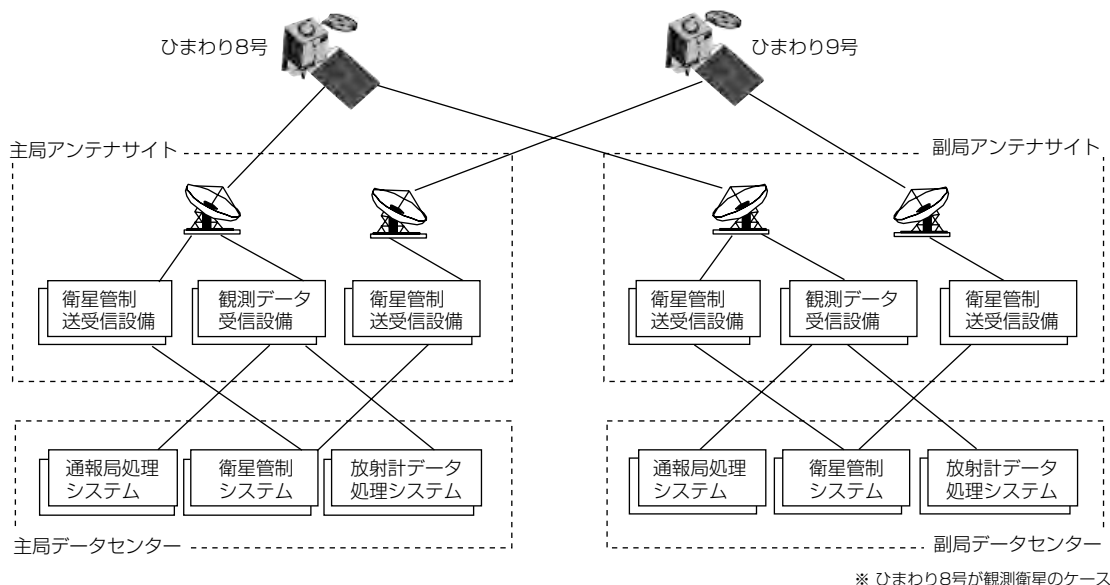 ひまわり8号
ひまわり9号
主局アンテナサイト
副局アンテナサイト
衛星管制
送受信設備
観測データ
受信設備
衛星管制
送受信設備
衛星管制
送受信設備
観測データ
受信設備
衛星管制
送受信設備
通報局処理
システム
衛星管制
システム
放射計データ
処理システム
通報局処理
システム
衛星管制
システム
放射計データ
処理システム
主局データセンター
副局データセンター
※ ひまわり8号が観測衛星のケース